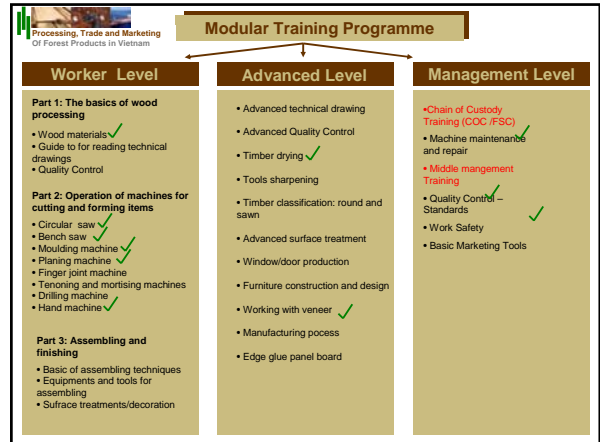 Processing, Trade and Marketing
Of Forest Products in Vietnam
Modular Training Programme
Worker Level
Part 1: The basics of wood
processing
• Wood materials
• Guide to for reading technical
drawings
• Quality Control
Part 2: Operation of machines for
cutting and forming items
• Circular saw
• Bench saw
• Moulding machine
• Planing machine
• Finger joint machine
• Tenoning and mortising machines
• Drilling machine
• Hand machine
Part 3: Assembling and
finishing
• Basic of assembling techniques
• Equipments and tools for
assembling
• Sufrace treatments/decoration
Advanced Level
• Advanced technical drawing
• Advanced Quality Control
• Timber drying
• Tools sharpening
• Timber classification: round and
sawn
• Advanced surface treatment
• Window/door production
• Furniture construction and design
• Working with veneer
• Manufacturing pocess
• Edge glue panel board
Management Level
•Chain of Custody
Training (COC /FSC)
• Machine maintenance
and repair
• Middle mangement
Training
• Quality Control –
Standards
• Work Safety
• Basic Marketing Tools